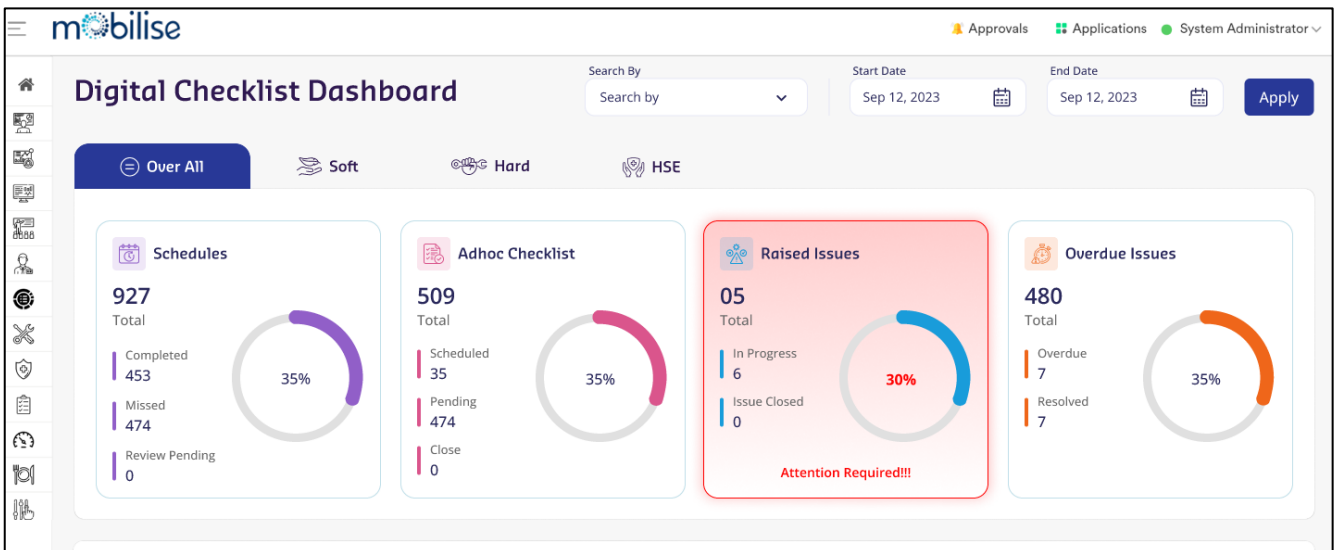 mobilise
Approvals
Applications
System Administrator
Digital Checklist Dashboard
Search By
Search by
Start Date
Sep 12, 2023
End Date
Sep 12, 2023
Apply
Over All
Soft
Hard
HSE
Schedules
927
Total
Completed
453
Missed
474
Review Pending
0
35%
Adhoc Checklist
509
Total
Scheduled
35
Pending
474
Close
0
35%
Raised Issues
05
Total
In Progress
6
Issue Closed
0
30%
Attention Required!!!
Overdue Issues
480
Total
Overdue
7
Resolved
7
35%